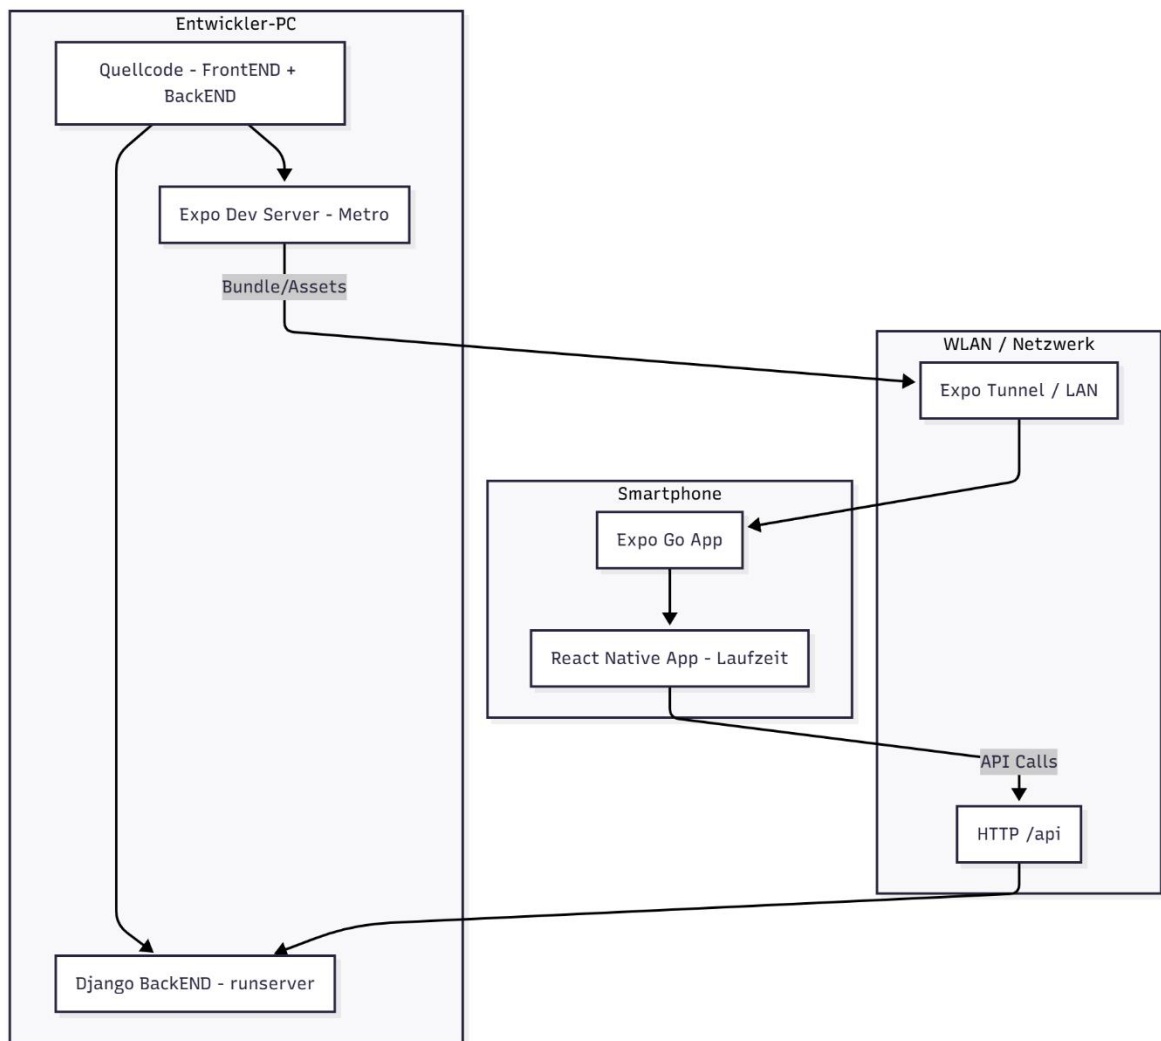 Entwickler-PC
Quellcode - FrontEND +
BackEND
Expo Dev Server - Metro
Bundle/Assets
WLAN / Netzwerk
Expo Tunnel / LAN
Smartphone
Expo Go App
React Native App - Laufzeit
API Calls
HTTP /api
Django BackEND - runserver